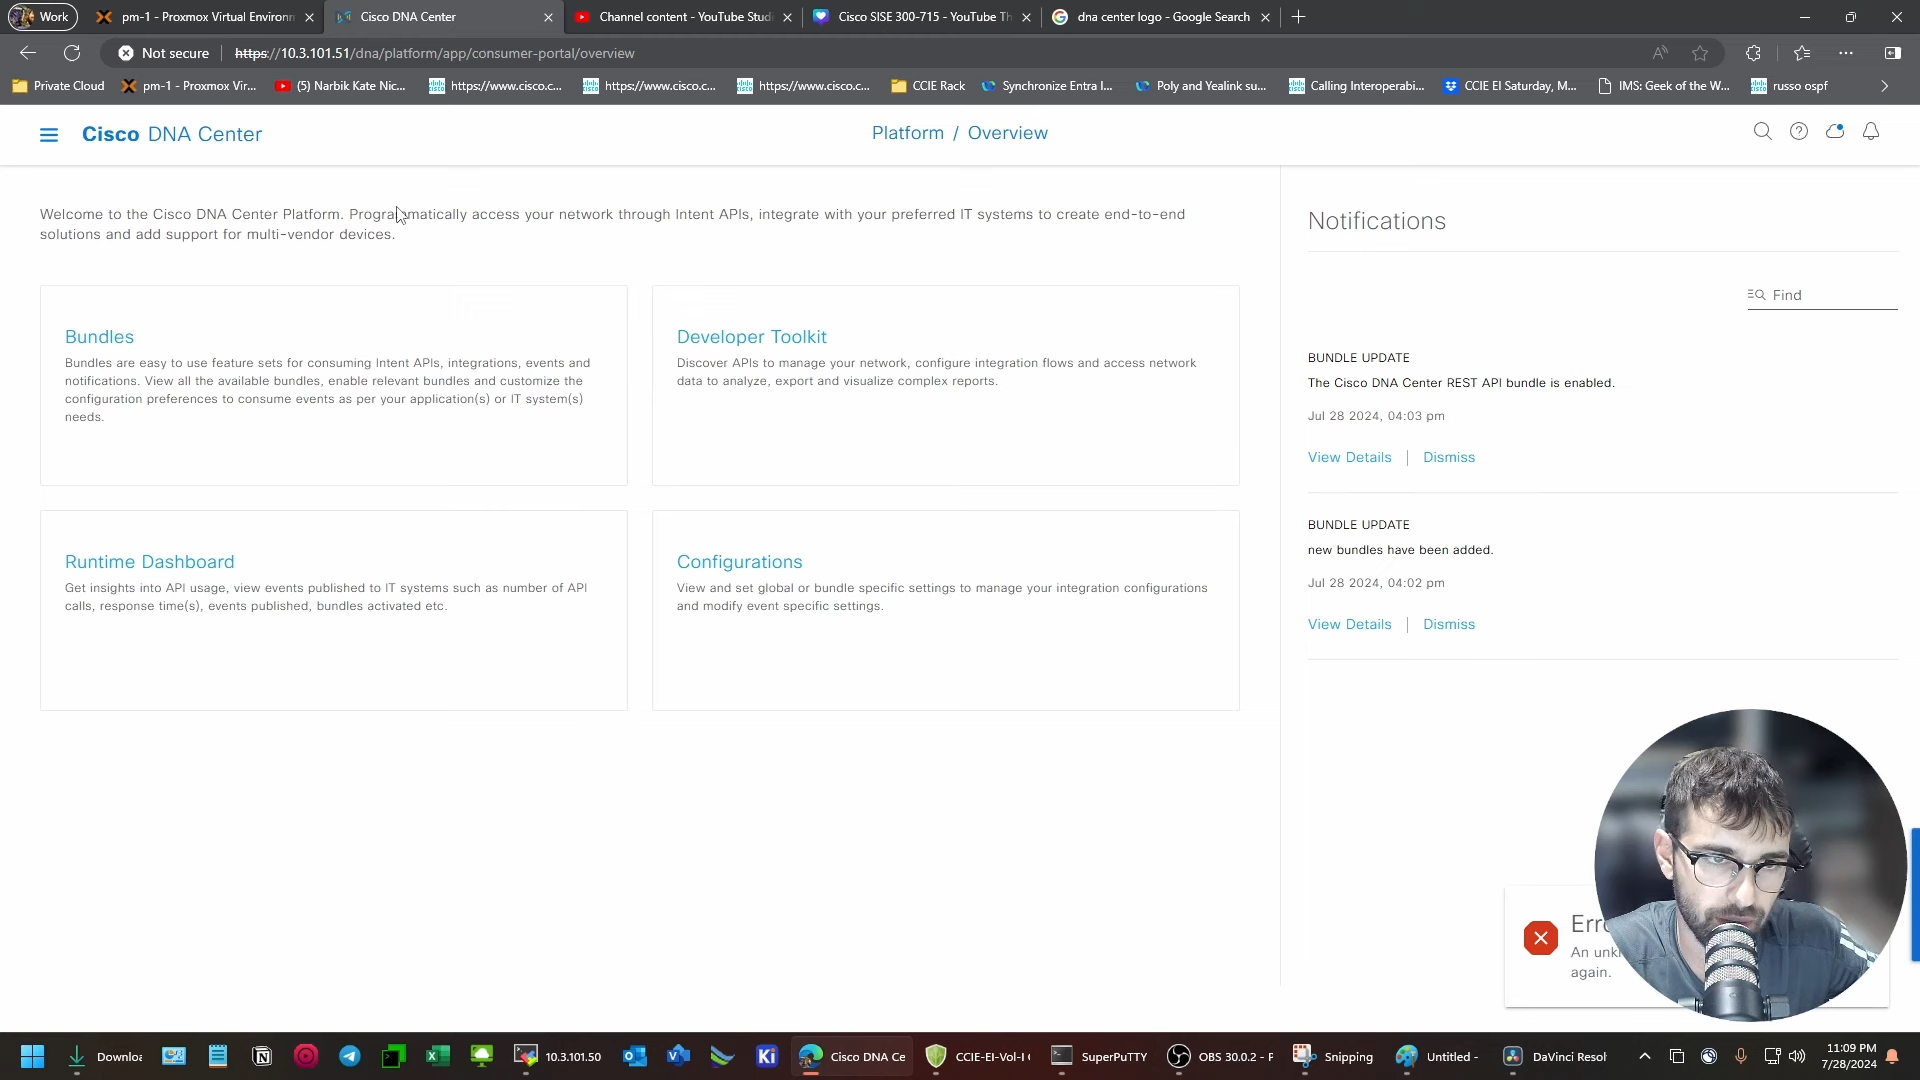 Work
pm-1 - Proxmox Virtual Environn
Cisco DNA Center
Channel content - YouTube Studi
Cisco SISE 300-715 - YouTube Th
dna center logo - Google Search
Not secure
https://10.3.101.51/dna/platform/app/consumer-portal/overview
Private Cloud
pm-1 - Proxmox Vir...
(5) Narbik Kate Nic...
https://www.cisco.c...
https://www.cisco.c...
https://www.cisco.c...
CCIE Rack
Synchronize Entra I...
Poly and Yealink su...
Calling Interoperabi...
CCIE EI Saturday, M...
IMS: Geek of the W...
russo ospf
Cisco DNA Center
Platform / Overview
Welcome to the Cisco DNA Center Platform. Programmatically access your network through Intent APIs, integrate with your preferred IT systems to create end-to-end
solutions and add support for multi-vendor devices.
Bundles
Bundles are easy to use feature sets for consuming Intent APIs, integrations, events and
notifications. View all the available bundles, enable relevant bundles and customize the
configuration preferences to consume events as per your application(s) or IT system(s)
needs.
Developer Toolkit
Discover APIs to manage your network, configure integration flows and access network
data to analyze, export and visualize complex reports.
Runtime Dashboard
Get insights into API usage, view events published to IT systems such as number of API
calls, response time(s), events published, bundles activated etc.
Configurations
View and set global or bundle specific settings to manage your integration configurations
and modify event specific settings.
Notifications
Find
BUNDLE UPDATE
The Cisco DNA Center REST API bundle is enabled.
Jul 28 2024, 04:03 pm
View Details | Dismiss
BUNDLE UPDATE
new bundles have been added.
Jul 28 2024, 04:02 pm
View Details | Dismiss
Erro
An unk
again.
Downloa
10.3.101.50
Ki
Cisco DNA Ce
CCIE-EI-Vol-I
SuperPuTTY
OBS 30.0.2 - P
Snipping
Untitled -
DaVinci Resol
11:09 PM
7/28/2024